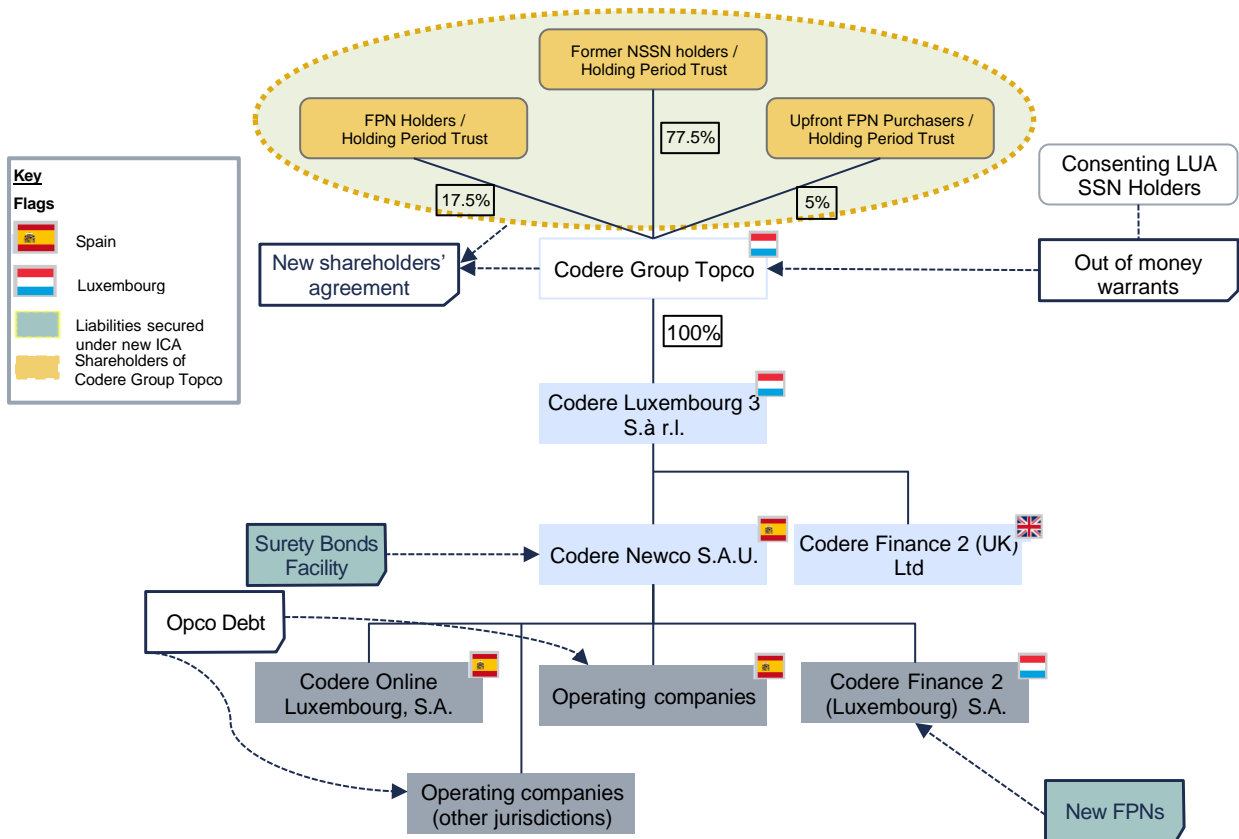 Former NSSN holders /
Holding Period Trust
FPN Holders /
Holding Period Trust
Upfront FPN Purchasers /
Holding Period Trust
77.5%
17.5%
5%
Consenting LUA
SSN Holders
Key
Flags
Spain
Luxembourg
Liabilities secured
under new ICA
Shareholders of
Codere Group Topco
New shareholders’
agreement
Codere Group Topco
Out of money
warrants
100%
Codere Luxembourg 3
S.à r.l.
Surety Bonds
Facility
Codere Newco S.A.U.
Codere Finance 2 (UK)
Ltd
Opco Debt
Codere Online
Luxembourg, S.A.
Operating companies
Codere Finance 2
(Luxembourg) S.A.
Operating companies
(other jurisdictions)
New FPNs